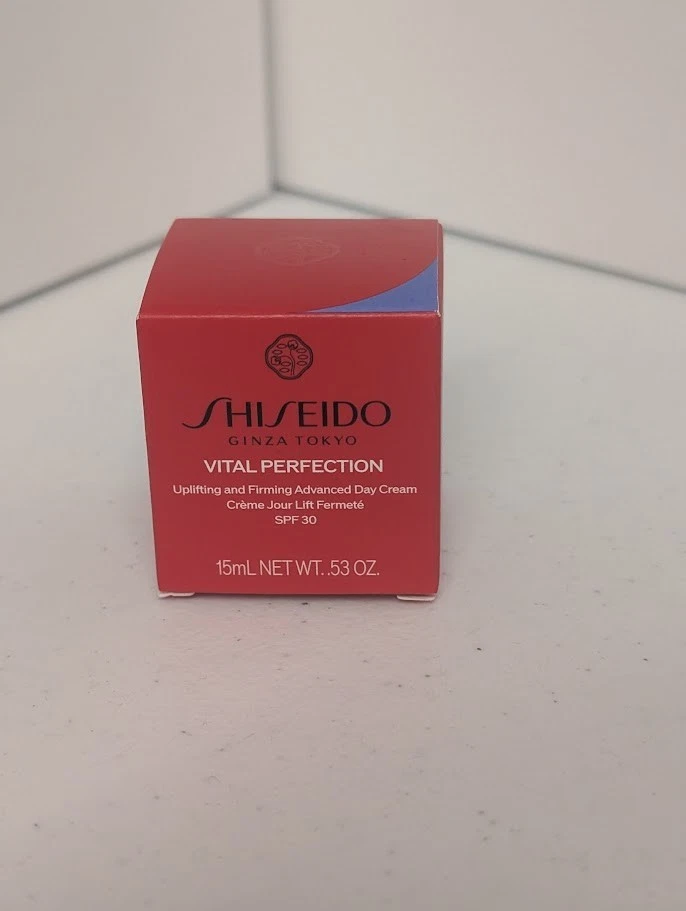 SHISEIDO
GINZA TOKYO
VITAL PERFECTION
Uplifting and Firming Advanced Day Cream
Crème Jour Lift Fermeté
SPF 30
15mL NET WT. .53 OZ.